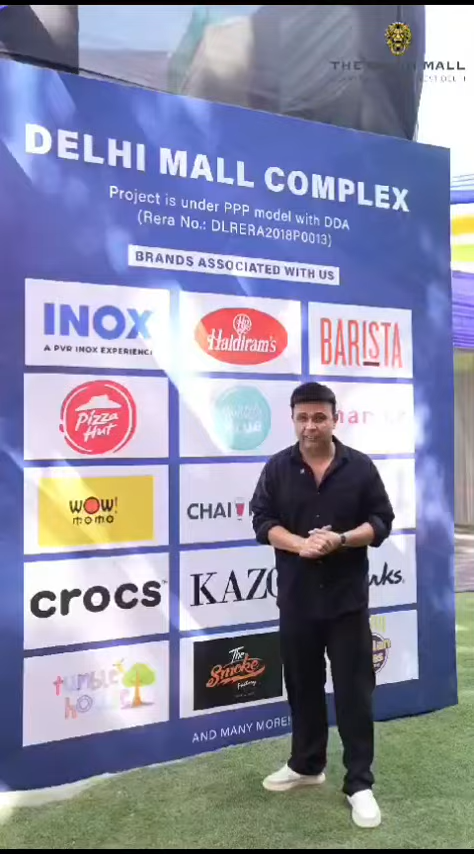 THE MALL
DELHI MALL COMPLEX
Project is under PPP model with DDA
(Rera No.: DLRERA2018P0013)
BRANDS ASSOCIATED WITH US
INOX
A PVR INOX EXPERIENCE
Haldiram's
BARISTA
Pizza Hut
WOW!
momo
CHAI
crocs
KAZO
The
Smoke
Factory
tumble
house
AND MANY MORE!